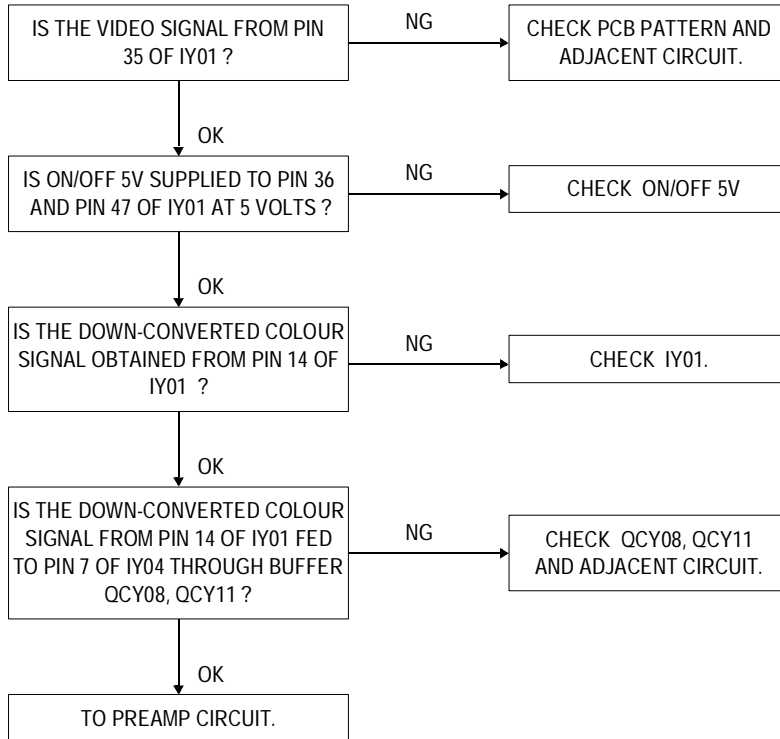 IS THE VIDEO SIGNAL FROM PIN
35 OF IY01 ?
NG
CHECK PCB PATTERN AND
ADJACENT CIRCUIT.
OK
IS ON/OFF 5V SUPPLIED TO PIN 36
AND PIN 47 OF IY01 AT 5 VOLTS ?
NG
CHECK ON/OFF 5V
OK
IS THE DOWN-CONVERTED COLOUR
SIGNAL OBTAINED FROM PIN 14 OF
IY01 ?
NG
CHECK IY01.
OK
IS THE DOWN-CONVERTED COLOUR
SIGNAL FROM PIN 14 OF IY01 FED
TO PIN 7 OF IY04 THROUGH BUFFER
QCY08, QCY11 ?
NG
CHECK QCY08, QCY11
AND ADJACENT CIRCUIT.
OK
TO PREAMP CIRCUIT.